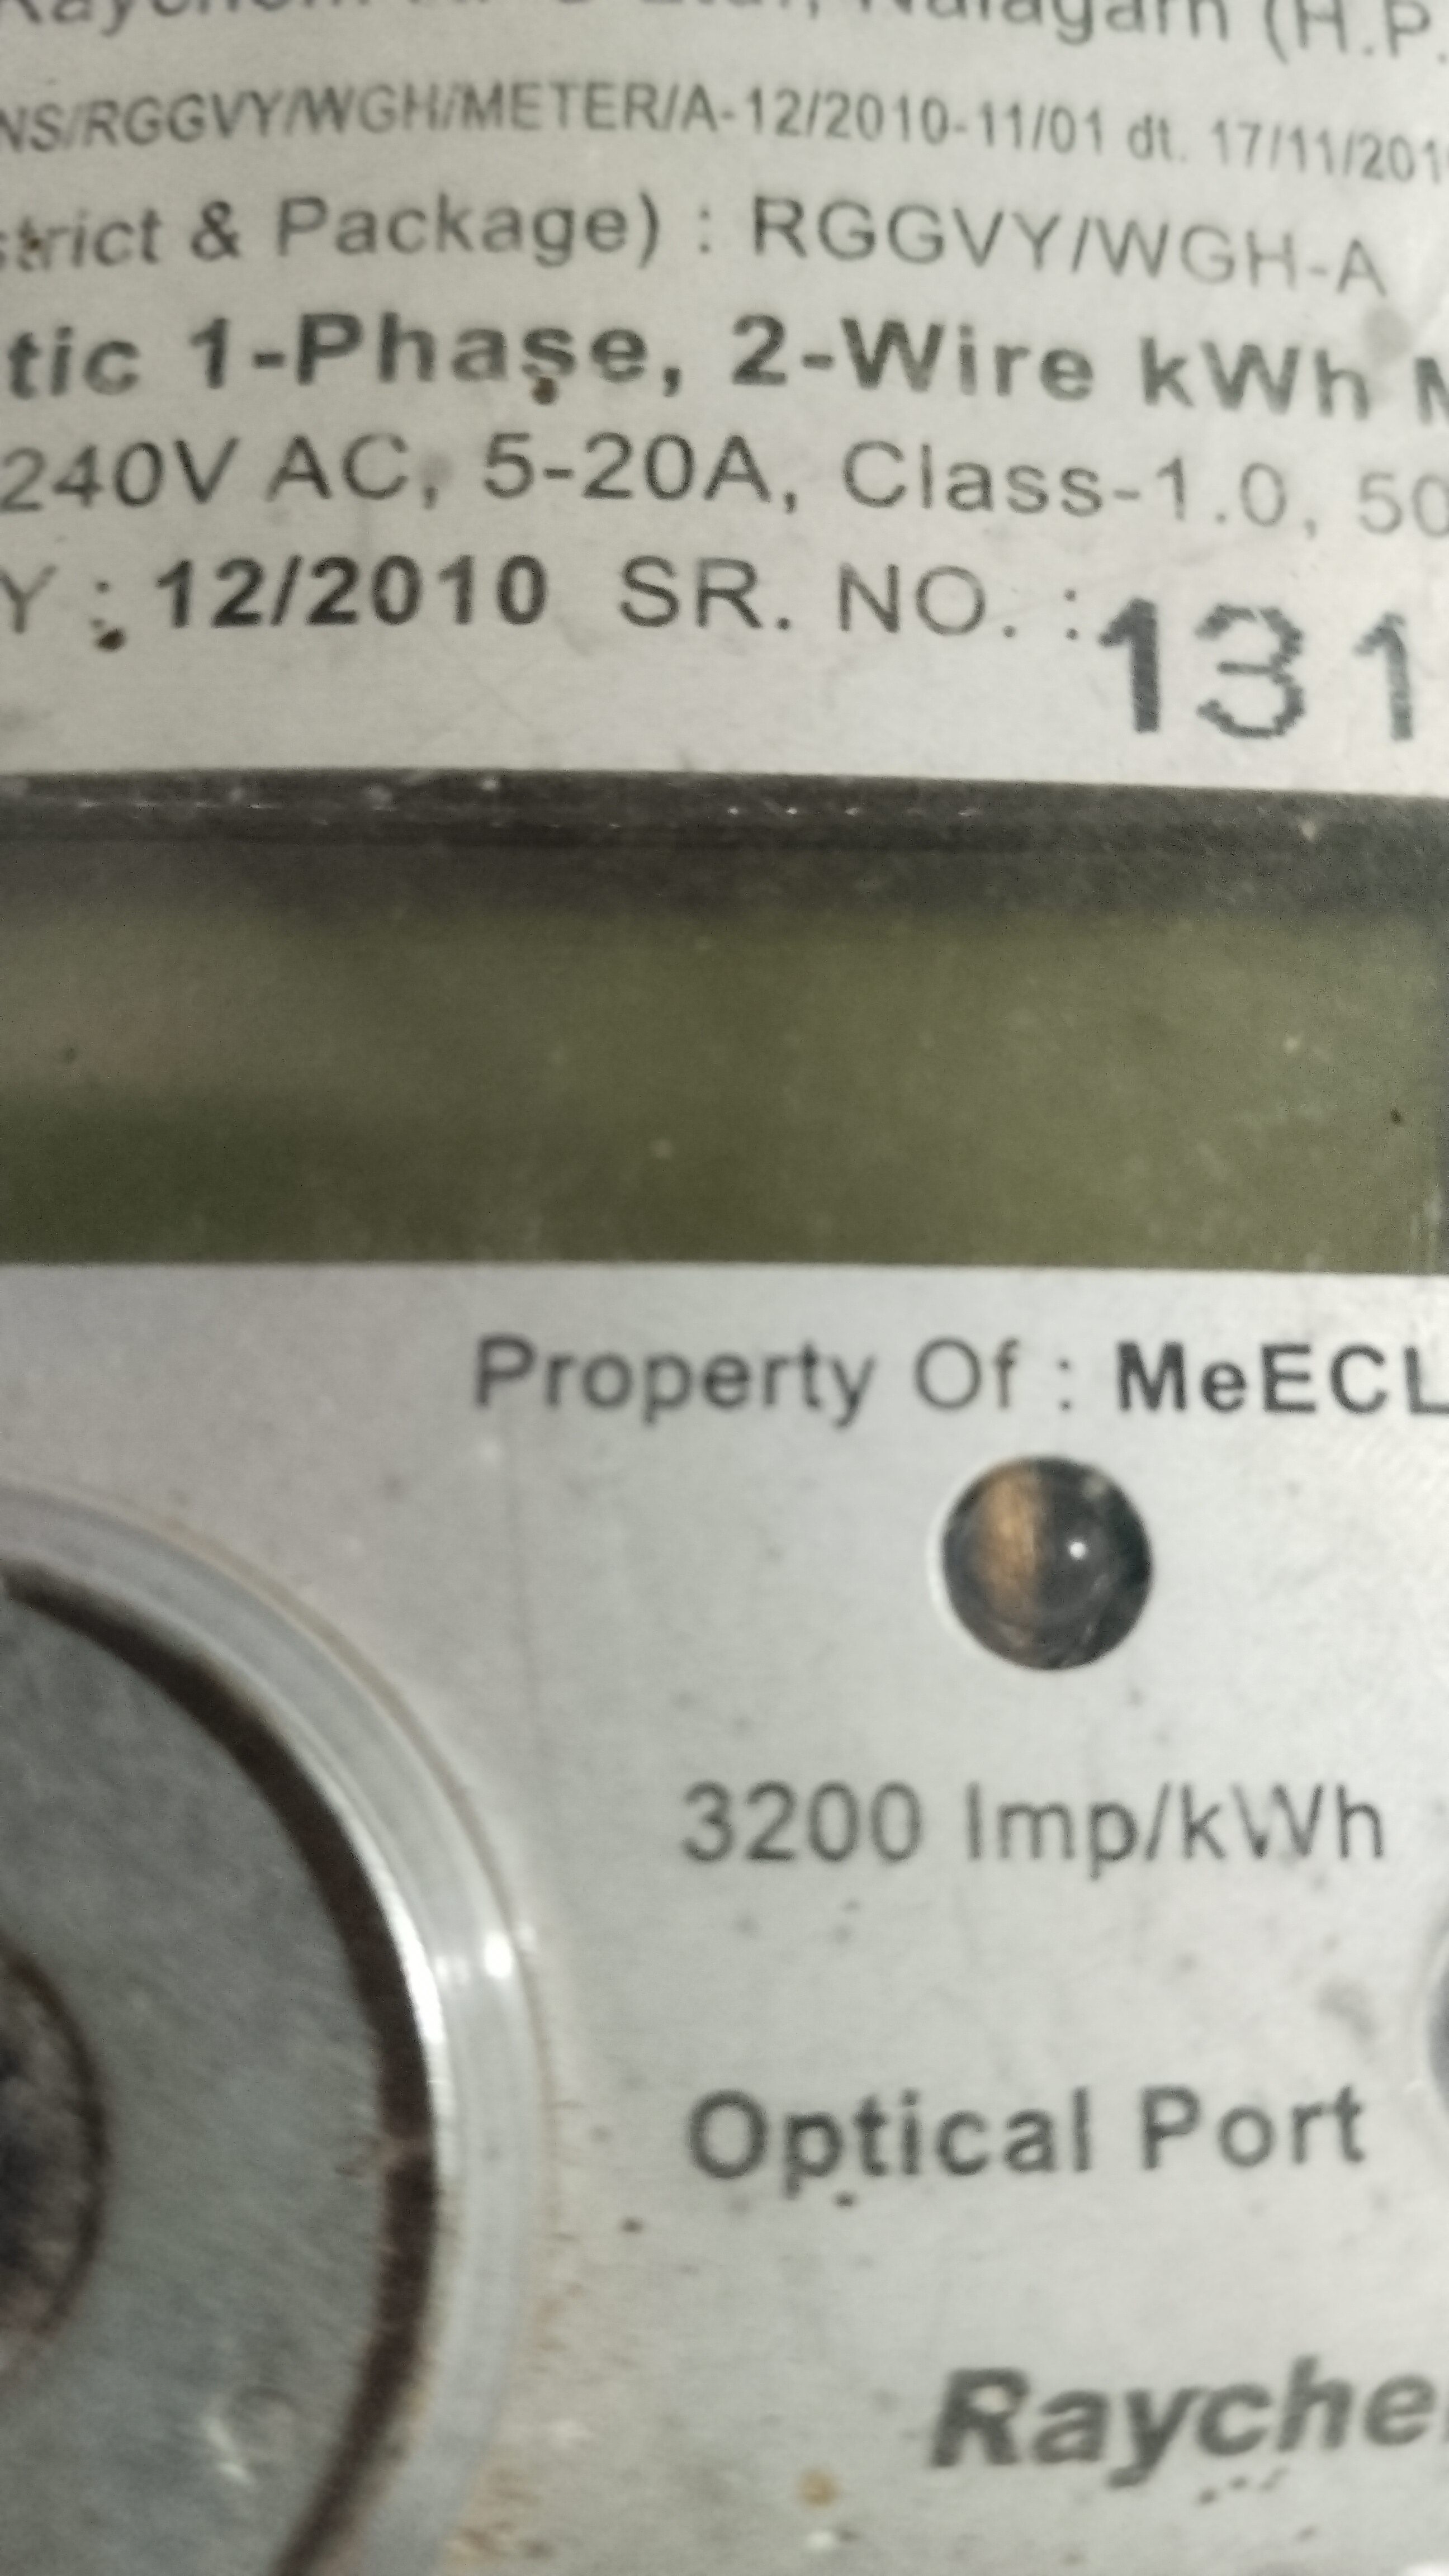 Nalagarh (H.P.
NS/RGGVY/WGH/METER/A-12/2010-11/01 dt. 17/11/201
strict & Package) : RGGVY/WGH-A
tic 1-Phase, 2-Wire kWh M
240V AC, 5-20A, Class-1.0, 50
Y : 12/2010 SR. NO. : 131
Property Of : MeECL
3200 Imp/kWh
Optical Port
Rayche